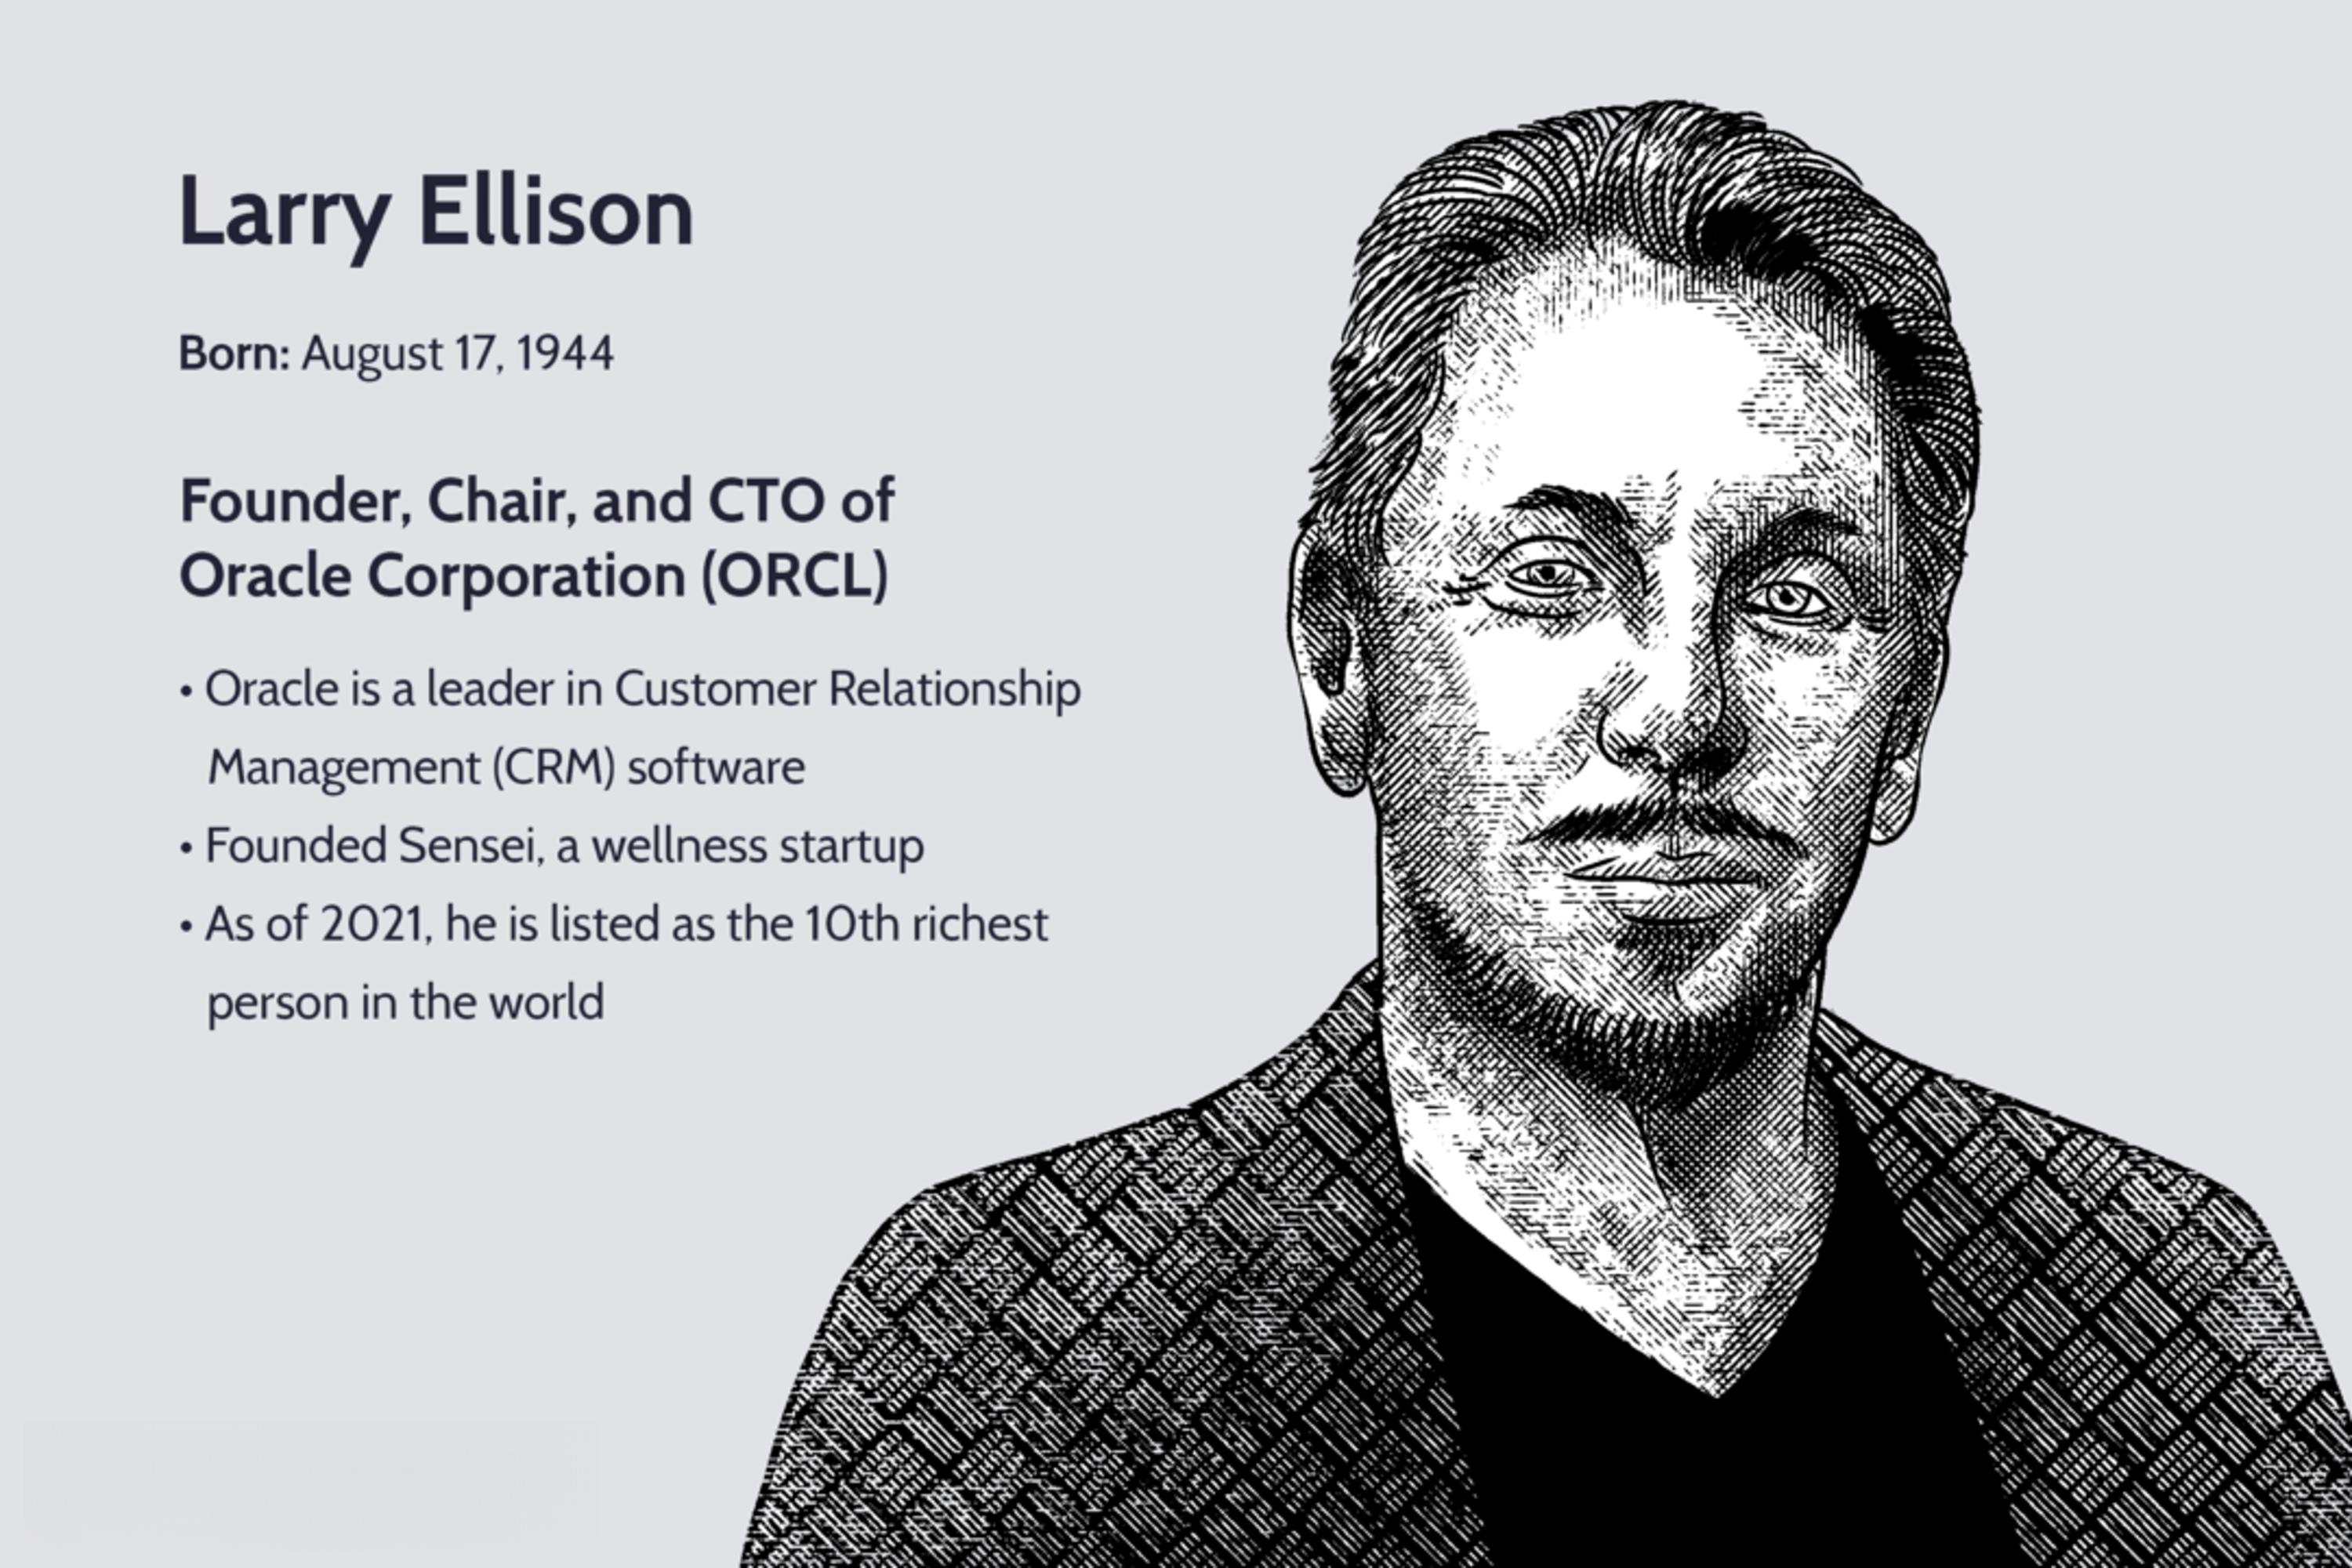 Larry Ellison
Born: August 17, 1944
Founder, Chair, and CTO of
Oracle Corporation (ORCL)
• Oracle is a leader in Customer Relationship
Management (CRM) software
• Founded Sensei, a wellness startup
• As of 2021, he is listed as the 10th richest
person in the world